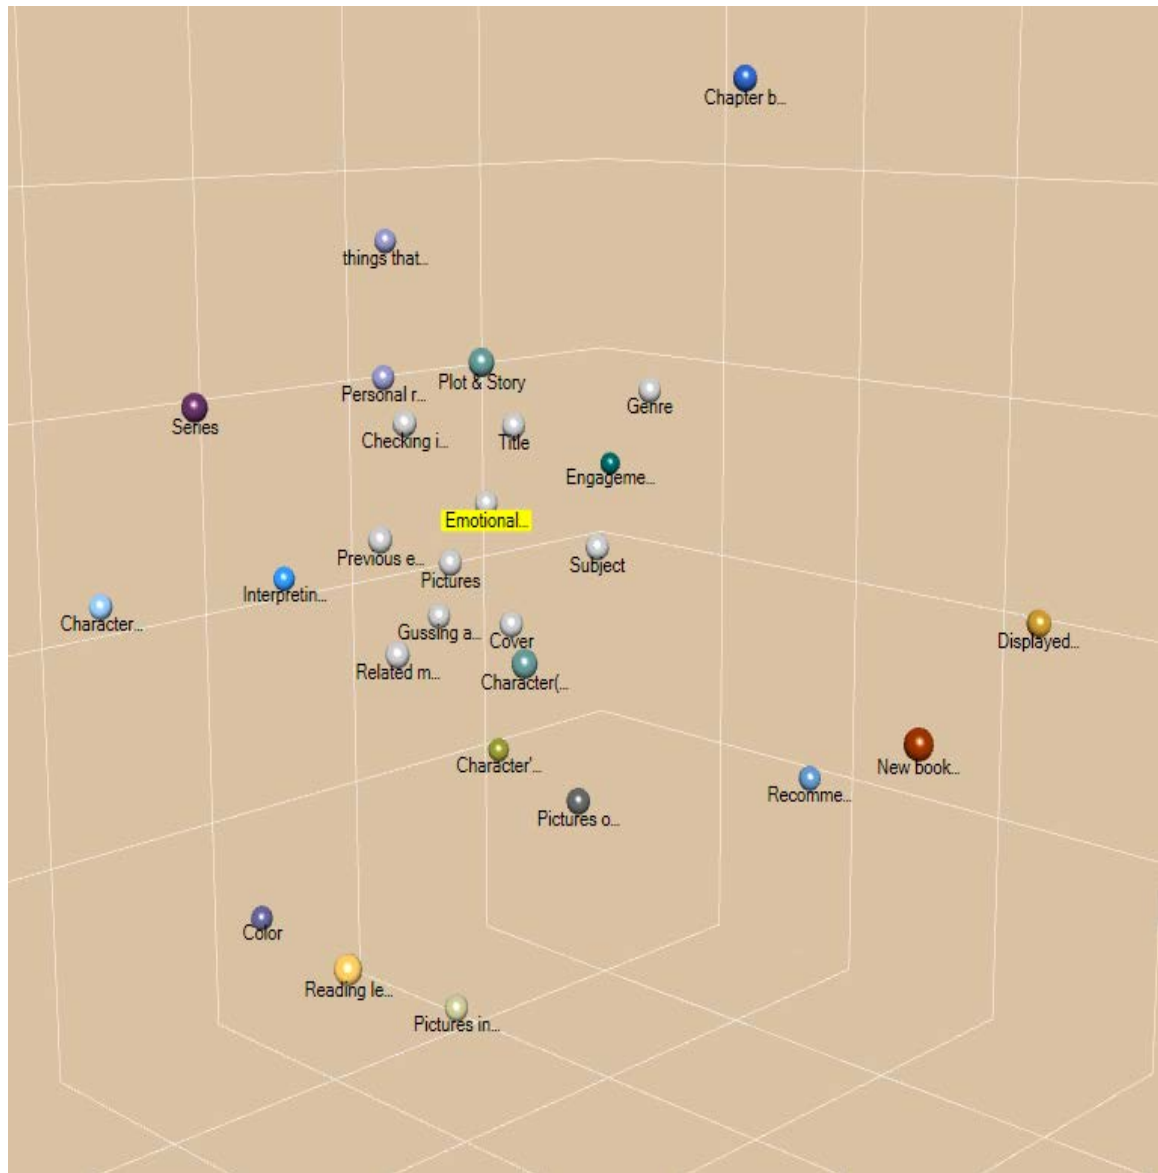 Chapter b...
things that...
Plot & Story
Personal r...
Genre
Series
Checking i...
Title
Engageme...
Emotional...
Previous e...
Subject
Pictures
Interpretin...
Character...
Gussing a...
Cover
Displayed...
Related m...
Character(...
Character'...
New book...
Recomme...
Pictures o...
Color
Reading le...
Pictures in...